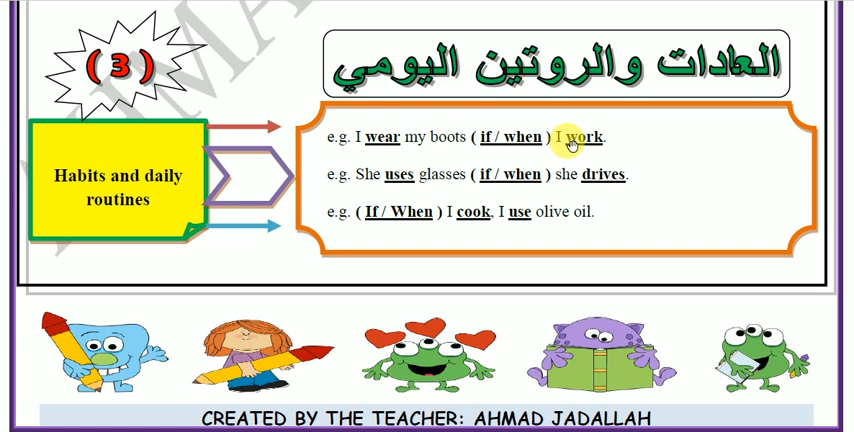 ( 3 )
العادات والروتين اليومي
Habits and daily
routines
e.g. I wear my boots ( if / when ) I work.
e.g. She uses glasses ( if / when ) she drives.
e.g. ( If / When ) I cook, I use olive oil.
CREATED BY THE TEACHER: AHMAD JADALLAH